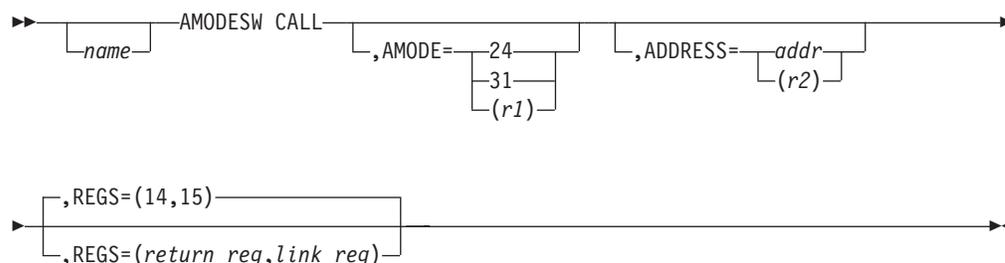 AMODESW CALL
name
,AMODE= 24
31
(r1)
,ADDRESS= addr
(r2)
,REGS=(14,15)
,REGS=(return reg,link reg)